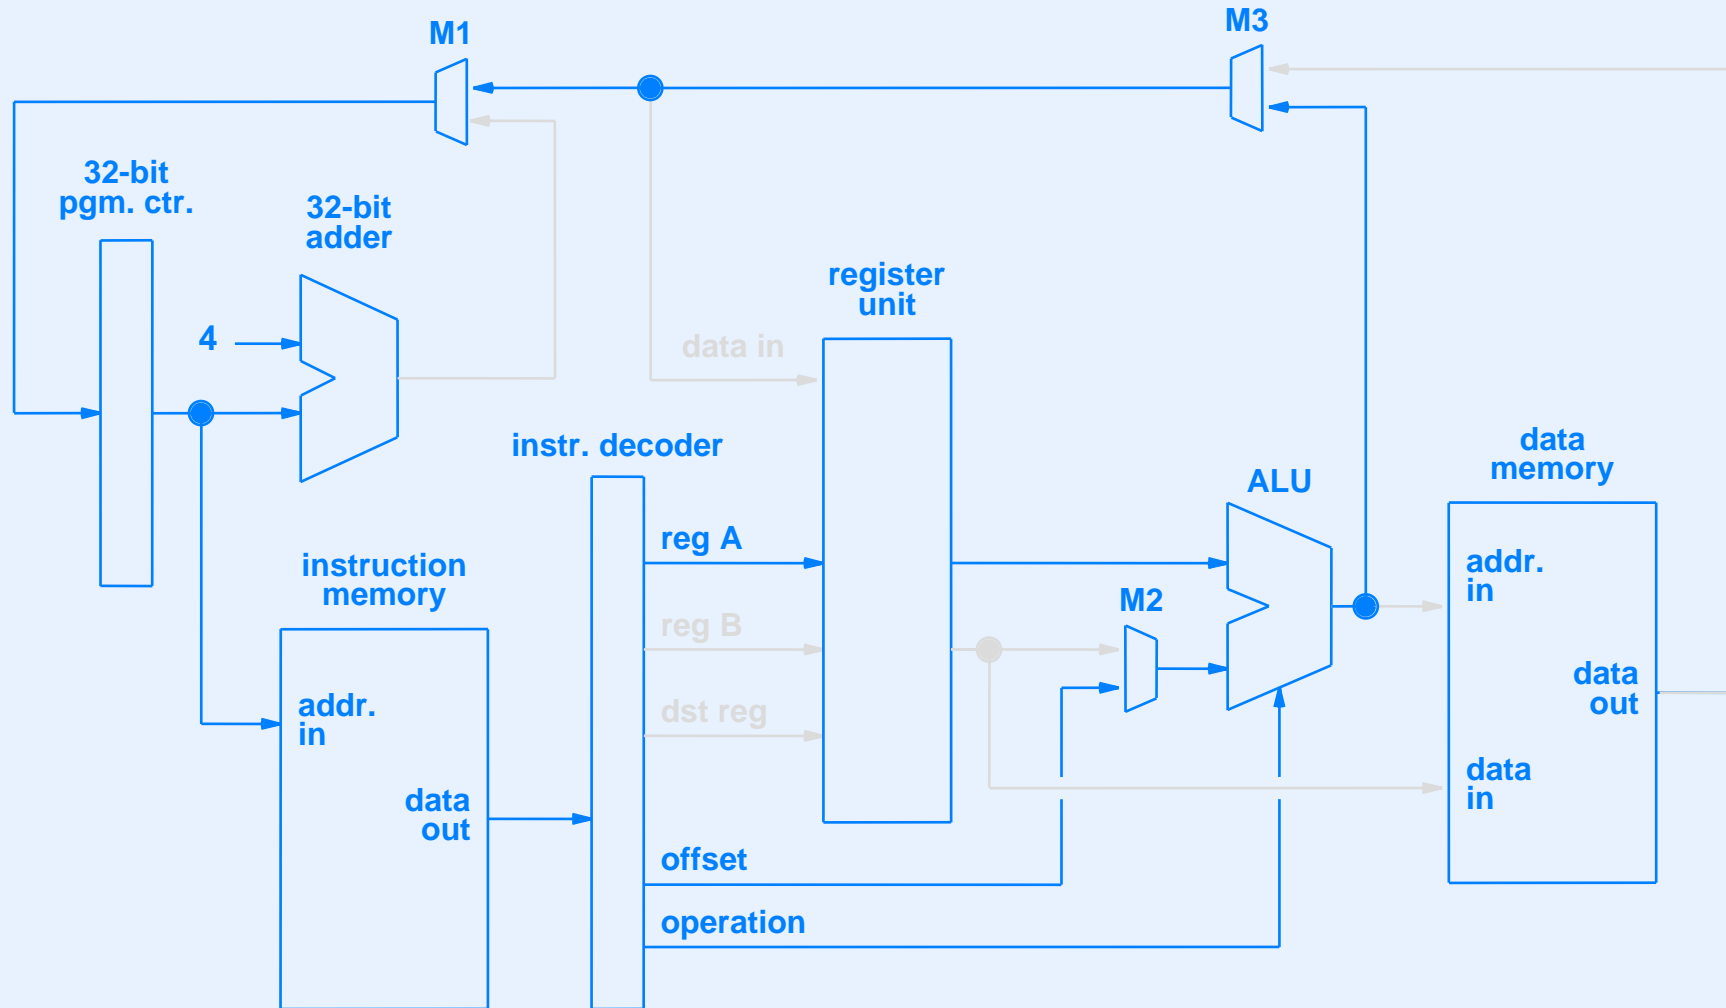 M1
M3
32-bit
pgm. ctr.
32-bit
adder
register
unit
4
data in
instr. decoder
data
memory
ALU
reg A
instruction
memory
addr.
in
M2
reg B
data
out
addr.
in
dst reg
data
in
data
out
offset
operation